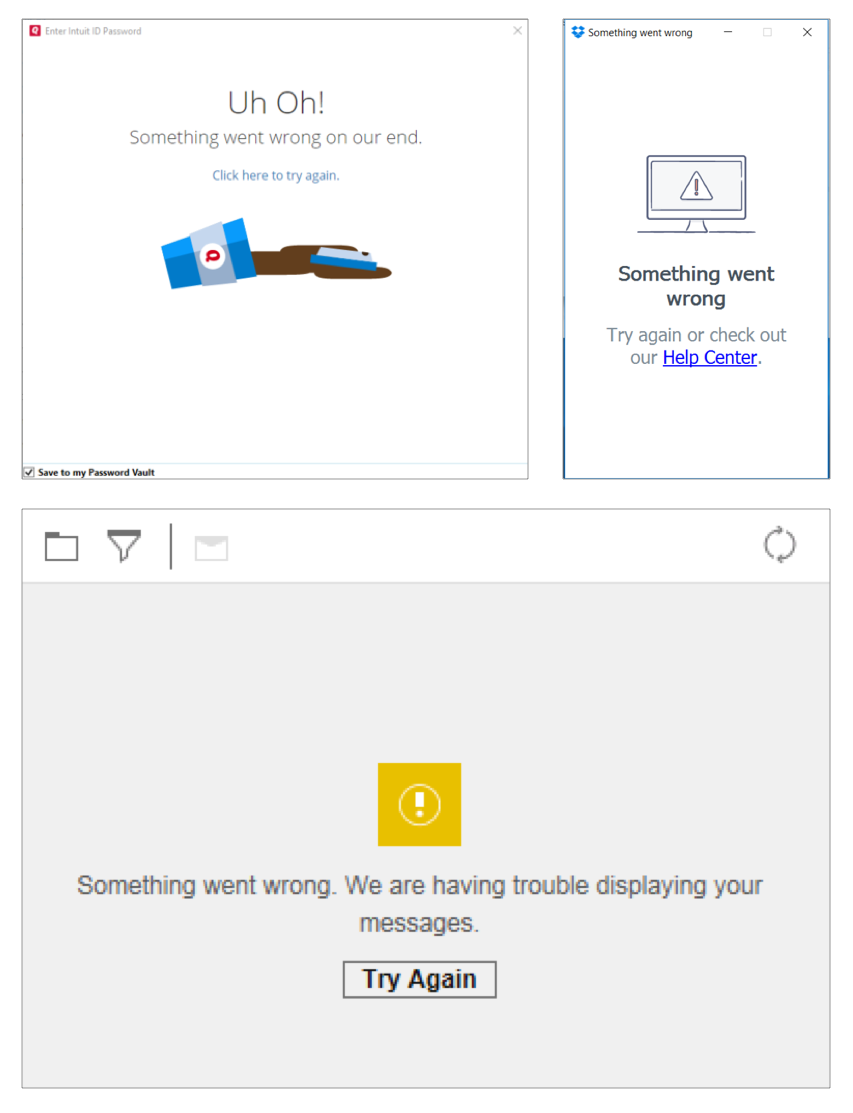 Enter Intuit ID Password
Uh Oh!
Something went wrong on our end.
Click here to try again.
Save to my Password Vault
Something went wrong
Something went
wrong
Try again or check out
our Help Center.
Something went wrong. We are having trouble displaying your
messages.
Try Again